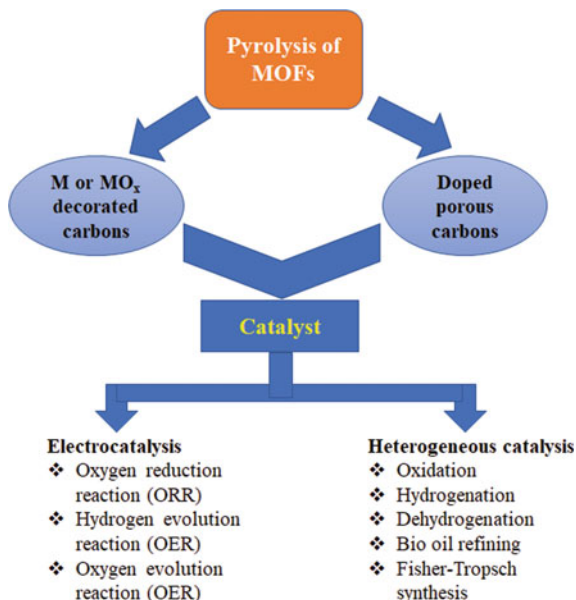 Pyrolysis of
MOFs
M or MOx
decorated
carbons
Doped
porous
carbons
Catalyst
Electrocatalysis
❖ Oxygen reduction
reaction (ORR)
❖ Hydrogen evolution
reaction (OER)
❖ Oxygen evolution
reaction (OER)
Heterogeneous catalysis
❖ Oxidation
❖ Hydrogenation
❖ Dehydrogenation
❖ Bio oil refining
❖ Fisher-Tropsch
synthesis